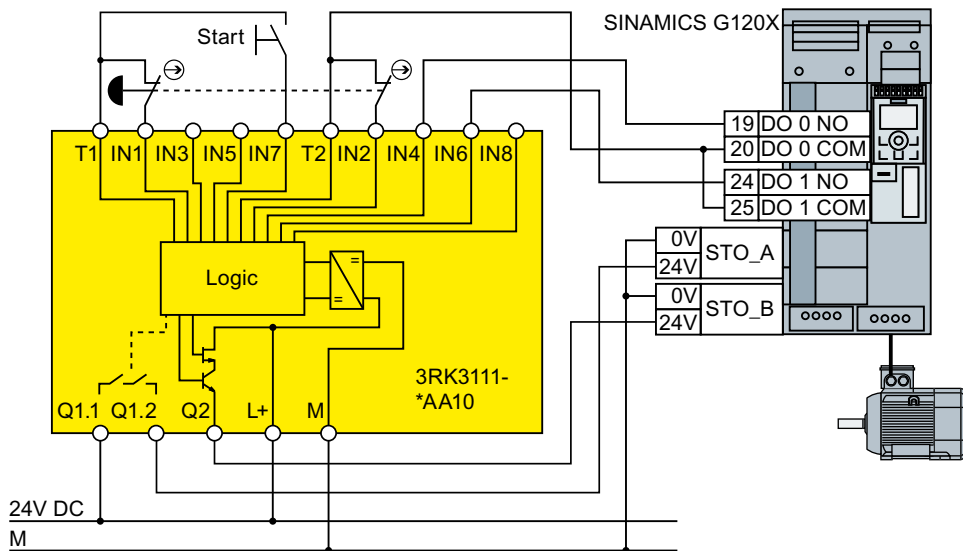 SINAMICS G120X
Start
19 DO 0 NO
20 DO 0 COM
24 DO 1 NO
25 DO 1 COM
T1 IN1 IN3 IN5 IN7 T2 IN2 IN4 IN6 IN8
0V
24V
STO_A
0V
24V
STO_B
Logic
=
=
3RK3111-
*AA10
Q1.1 Q1.2 Q2 L+ M
24V DC
M